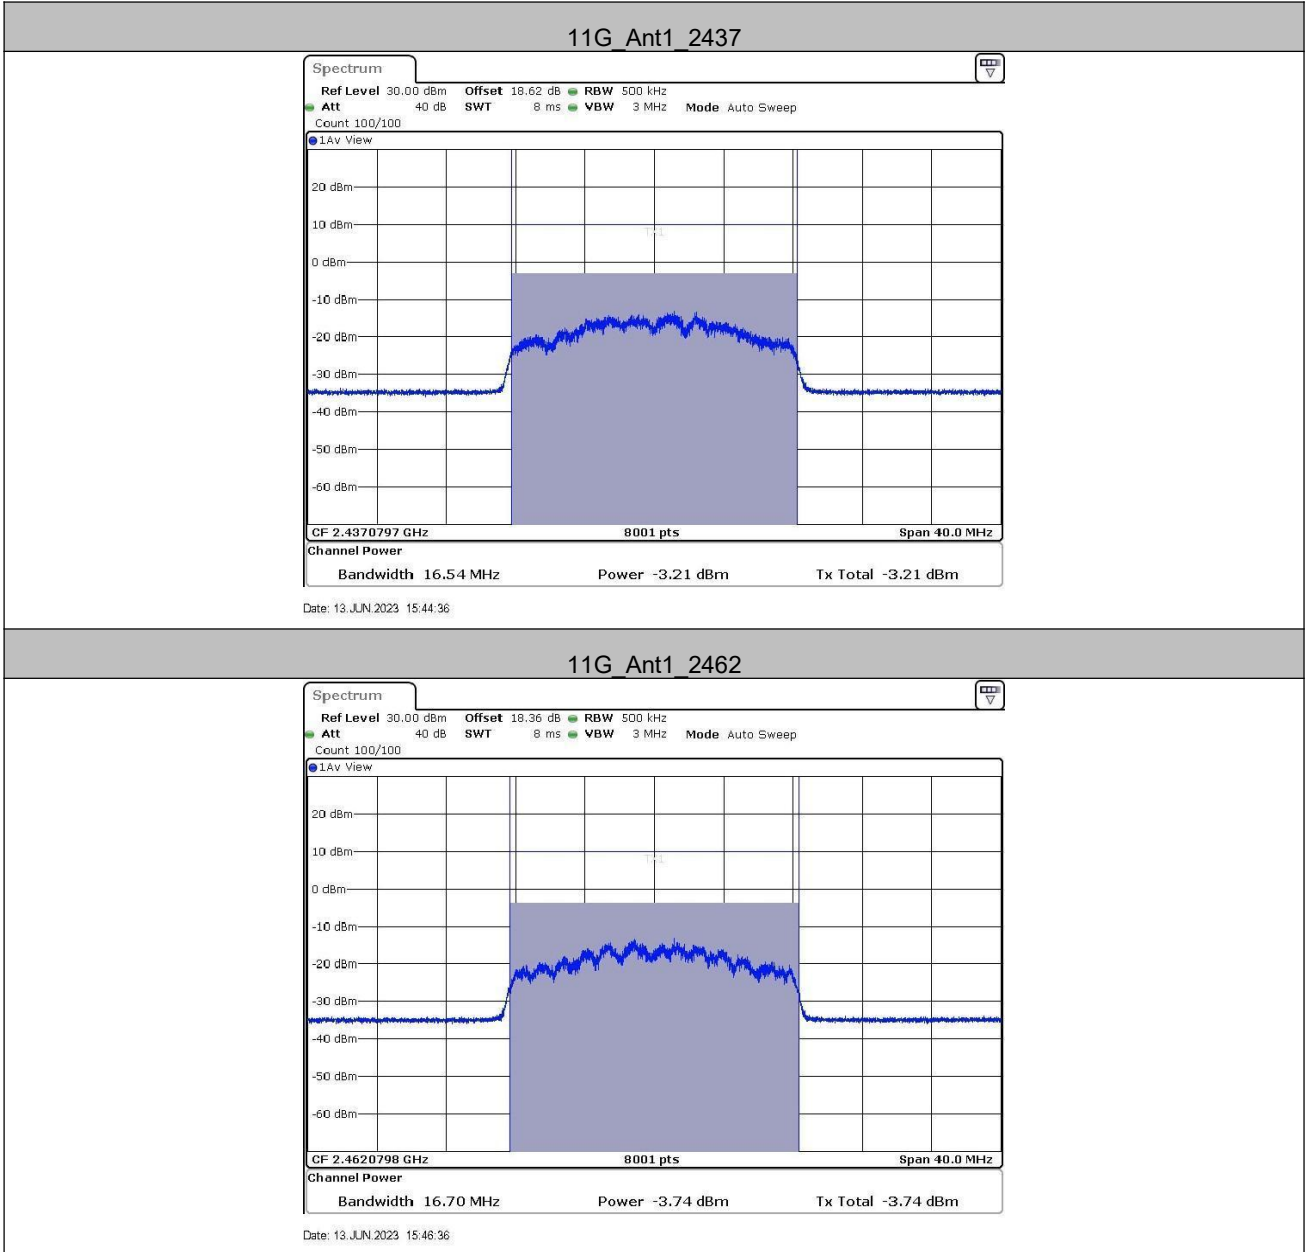 11G_Ant1_2437
Spectrum
Ref Level 30.00 dBm Offset 18.62 dB RBW 500 kHz
Att 40 dB SWT 8 ms VBW 3 MHz Mode Auto Sweep
Count 100/100
1Av View
20 dBm
10 dBm
0 dBm
-10 dBm
-20 dBm
-30 dBm
-40 dBm
-50 dBm
-60 dBm
CF 2.4370797 GHz 8001 pts Span 40.0 MHz
Channel Power
Bandwidth 16.54 MHz Power -3.21 dBm Tx Total -3.21 dBm
Date: 13.JUN.2023 15:44:36
11G_Ant1_2462
Spectrum
Ref Level 30.00 dBm Offset 18.36 dB RBW 500 kHz
Att 40 dB SWT 8 ms VBW 3 MHz Mode Auto Sweep
Count 100/100
1Av View
20 dBm
10 dBm
0 dBm
-10 dBm
-20 dBm
-30 dBm
-40 dBm
-50 dBm
-60 dBm
CF 2.4620798 GHz 8001 pts Span 40.0 MHz
Channel Power
Bandwidth 16.70 MHz Power -3.74 dBm Tx Total -3.74 dBm
Date: 13.JUN.2023 15:46:36